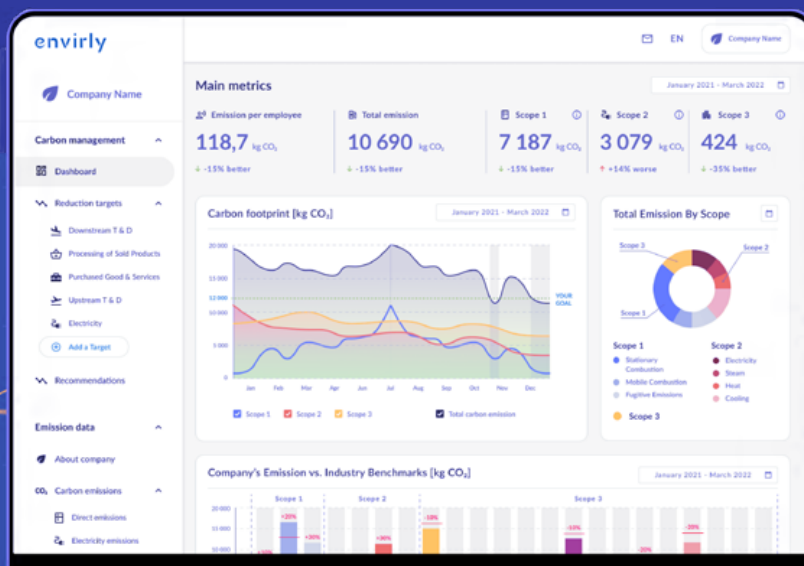 envirly
EN
Company Name
Company Name
Carbon management
Dashboard
Reduction targets
Downstream T & D
Processing of Sold Products
Purchased Good & Services
Upstream T & D
Electricity
Add a Target
Recommendations
Emission data
About company
CO₂ Carbon emissions
Direct emissions
Electricity emissions
Main metrics
January 2021 - March 2022
Emission per employee
118,7 kg CO₂
-15% better
Total emission
10 690 kg CO₂
-15% better
Scope 1
7 187 kg CO₂
-15% better
Scope 2
3 079 kg CO₂
+14% worse
Scope 3
424 kg CO₂
-35% better
Carbon footprint [kg CO₂]
January 2021 - March 2022
20 000
15 000
12 000
10 000
5 000
0
YOUR
GOAL
Jan Feb Mar Apr Jun Jul Aug Sep Oct Nov Dec
Scope 1 Scope 2 Scope 3 Total carbon emission
Total Emission By Scope
Scope 3
Scope 2
Scope 1
Scope 1
Stationary
Combustion
Mobile Combustion
Fugitive Emissions
Scope 2
Electricity
Steam
Heat
Cooling
Scope 3
Company's Emission vs. Industry Benchmarks [kg CO₂]
January 2021 - March 2022
Scope 1 Scope 2 Scope 3
20 000
15 000
10 000
+20%
+30%
+30%
-10%
-10%
-20%
-20%